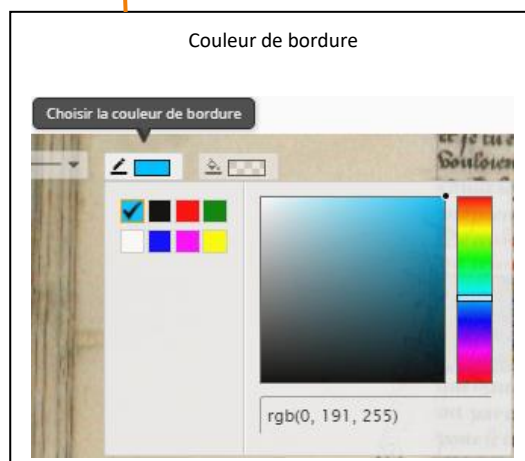 Couleur de bordure
Choisir la couleur de bordure
rgb(0, 191, 255)